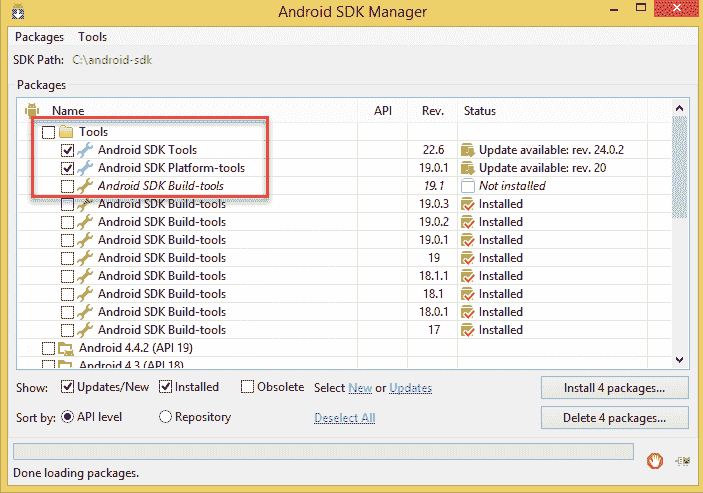 Android SDK Manager
Packages Tools
SDK Path: C:\android-sdk
Packages
Name API Rev. Status
Tools
Android SDK Tools 22.6 Update available: rev. 24.0.2
Android SDK Platform-tools 19.0.1 Update available: rev. 20
Android SDK Build-tools 19.1 Not installed
Android SDK Build-tools 19.0.3 Installed
Android SDK Build-tools 19.0.2 Installed
Android SDK Build-tools 19.0.1 Installed
Android SDK Build-tools 19 Installed
Android SDK Build-tools 18.1.1 Installed
Android SDK Build-tools 18.1 Installed
Android SDK Build-tools 18.0.1 Installed
Android SDK Build-tools 17 Installed
Android 4.4.2 (API 19)
Android 4.3 (API 18)
Show: Updates/New Installed Obsolete Select New or Updates Install 4 packages...
Sort by: API level Repository Deselect All Delete 4 packages...
Done loading packages.